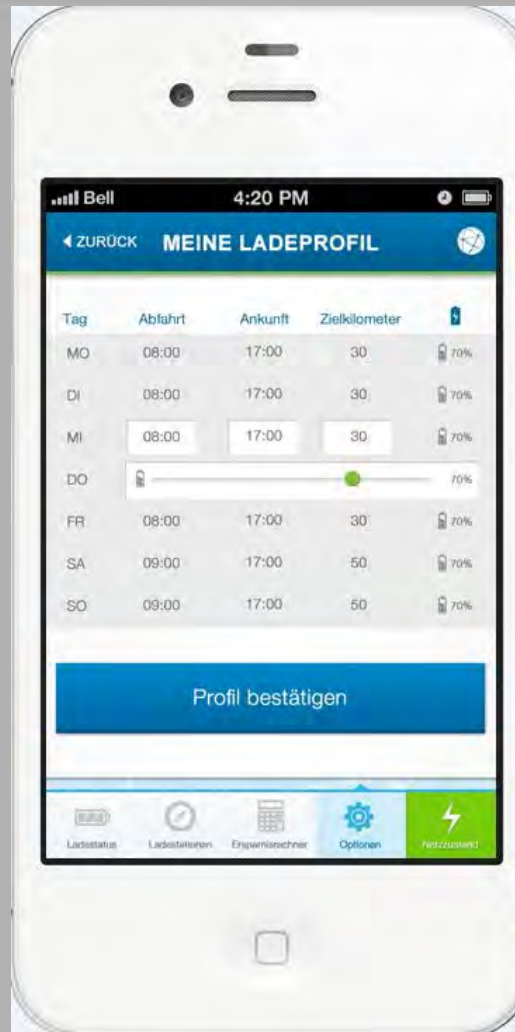 Bell 4:20 PM
ZURÜCK MEINE LADEPROFIL
Tag Abfahrt Ankunft Zielkilometer
MO 08:00 17:00 30 70%
DI 08:00 17:00 30 70%
MI 08:00 17:00 30 70%
DO 70%
FR 08:00 17:00 30 70%
SA 09:00 17:00 50 70%
SO 09:00 17:00 50 70%
Profil bestätigen
Ladestatus Ladestationen Ersparnisrechner Optionen Netzzustand